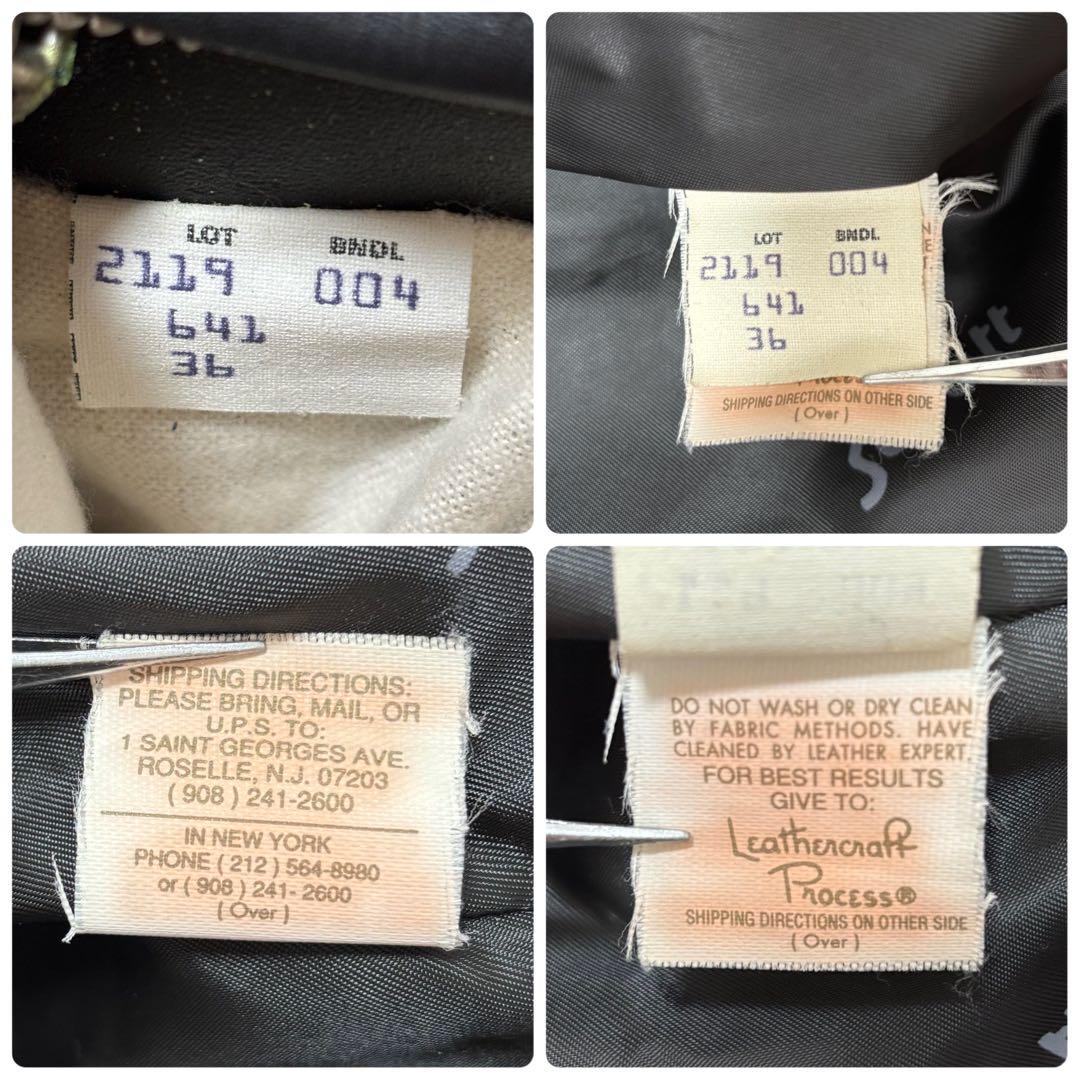 LOT BNDL
2119 004
641
36
LOT BNDL
2119 004
641
36
Process
SHIPPING DIRECTIONS ON OTHER SIDE
( Over )
SHIPPING DIRECTIONS:
PLEASE BRING, MAIL, OR
U.P.S. TO:
1 SAINT GEORGES AVE.
ROSELLE, N.J. 07203
( 908 ) 241-2600
IN NEW YORK
PHONE ( 212 ) 564-8980
or ( 908 ) 241- 2600
( Over )
DO NOT WASH OR DRY CLEAN
BY FABRIC METHODS. HAVE
CLEANED BY LEATHER EXPERT.
FOR BEST RESULTS
GIVE TO:
Leathercraft
Process®
SHIPPING DIRECTIONS ON OTHER SIDE
( Over )